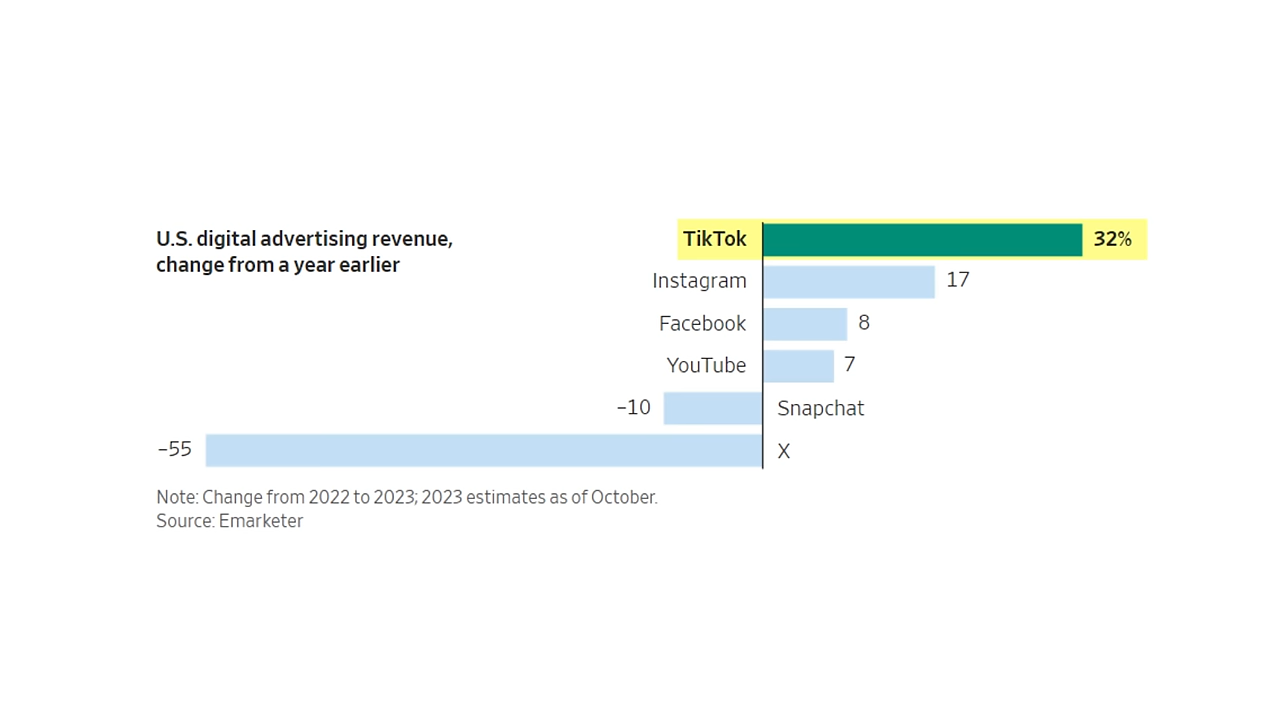 U.S. digital advertising revenue,
change from a year earlier
TikTok 32%
Instagram 17
Facebook 8
YouTube 7
−10 Snapchat
−55 X
Note: Change from 2022 to 2023; 2023 estimates as of October.
Source: Emarketer